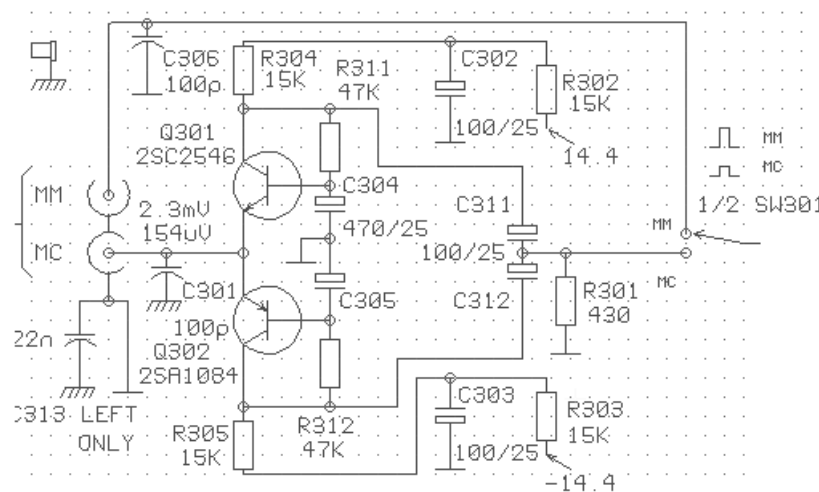 C306
100p
R304
15K
R311
47K
C302
100/25
R302
15K
14.4
Q301
2SC2546
MM
MC
MM
2.3mV
154uV
MC
C304
470/25
C311
100/25
C312
MM
1/2 SW301
MC
R301
430
C301
100p
C305
22n
Q302
2SA1084
C313 LEFT
ONLY
R305
15K
R312
47K
C303
100/25
R303
15K
-14.4